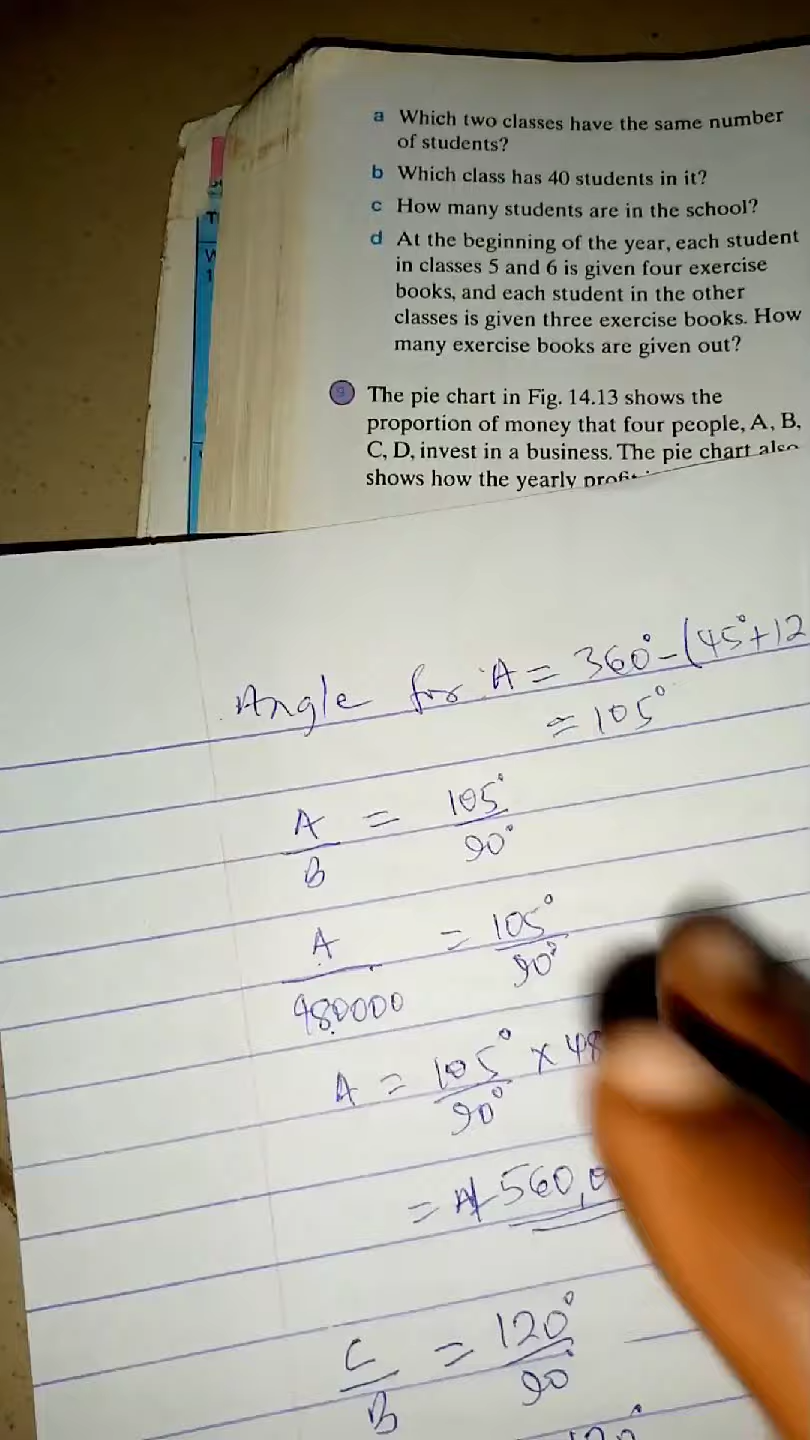 a Which two classes have the same number
of students?
b Which class has 40 students in it?
c How many students are in the school?
d At the beginning of the year, each student
in classes 5 and 6 is given four exercise
books, and each student in the other
classes is given three exercise books. How
many exercise books are given out?
9 The pie chart in Fig. 14.13 shows the
proportion of money that four people, A, B,
C, D, invest in a business. The pie chart also
shows how the yearly
Angle for A = 360° - (45° + 12
= 105°
A/B = 105°/90°
A/480000 = 105°/90°
A = 105°/90° × 48
= ₦560,0
C/B = 120°/90